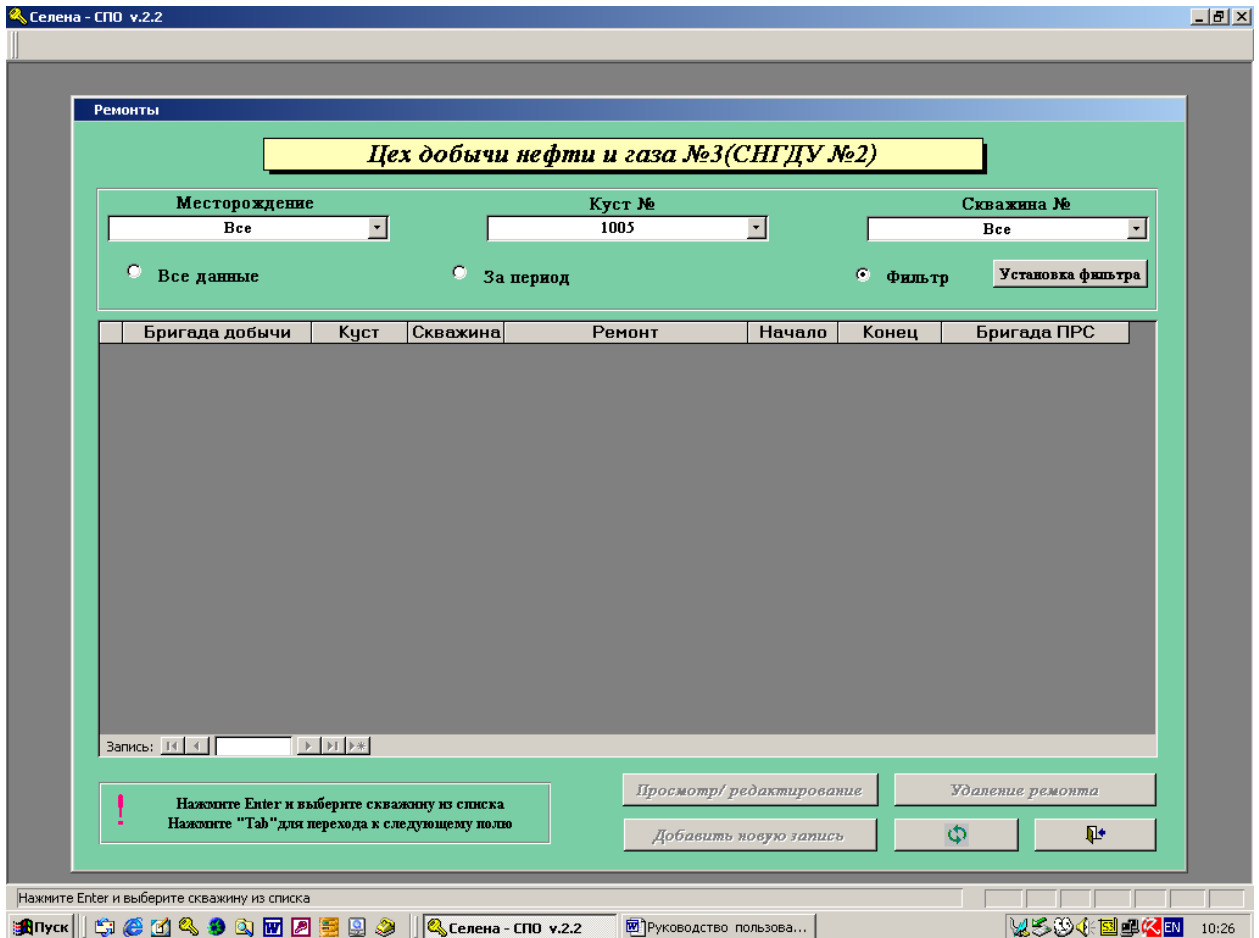 Селена - СПО v.2.2
Ремонты
Цех добычи нефти и газа №3(СНГДУ №2)
Месторождение Куст № Скважина №
Все 1005 Все
Все данные За период Фильтр Установка фильтра
Бригада добычи Куст Скважина Ремонт Начало Конец Бригада ПРС
Запись:
! Нажмите Enter и выберите скважину из списка
Нажмите "Tab"для перехода к следующему полю
Просмотр/ редактирование Удаление ремонта
Добавить новую запись
Нажмите Enter и выберите скважину из списка
Пуск Селена - СПО v.2.2 Руководство пользова... EN 10:26